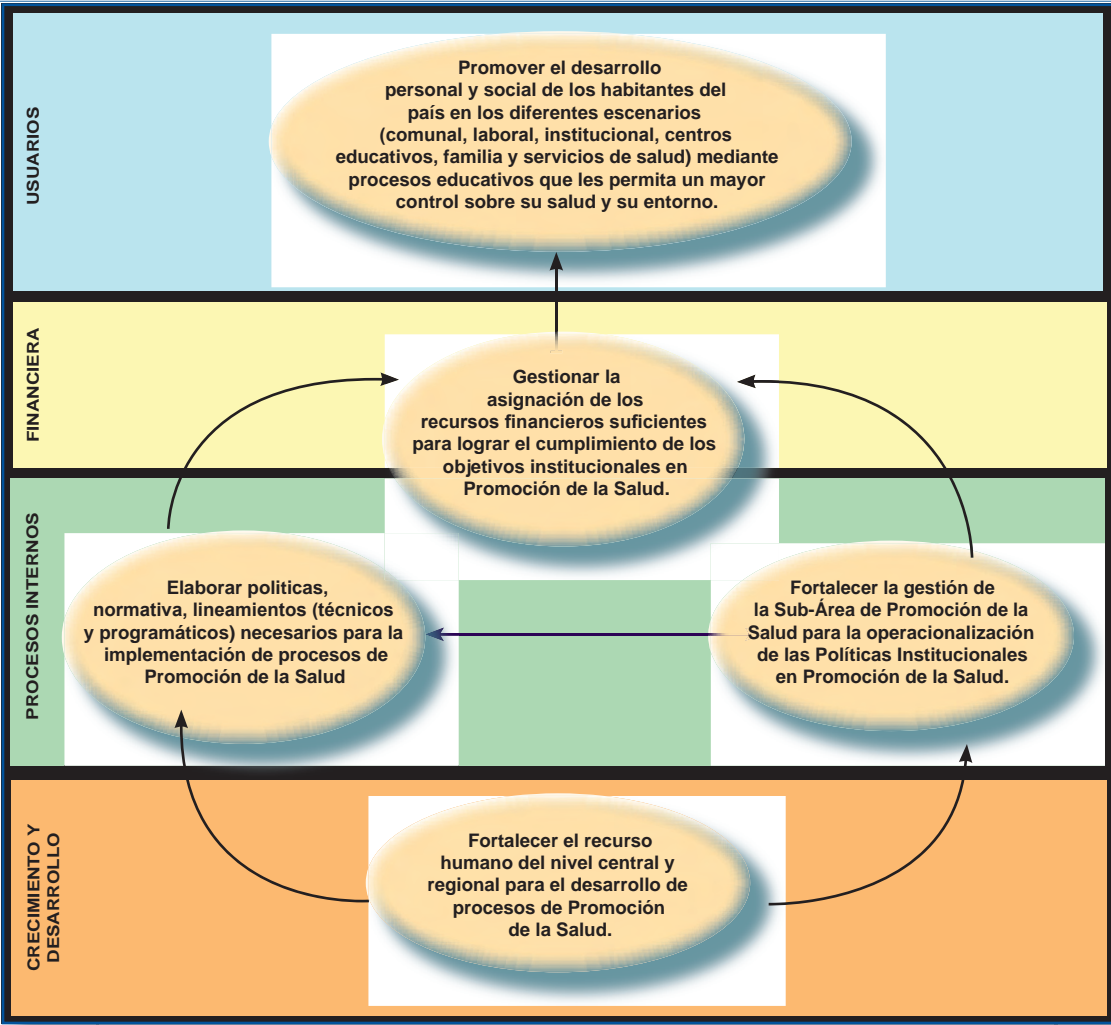 USUARIOS
Promover el desarrollo
personal y social de los habitantes del
país en los diferentes escenarios
(comunal, laboral, institucional, centros
educativos, familia y servicios de salud) mediante
procesos educativos que les permita un mayor
control sobre su salud y su entorno.
FINANCIERA
Gestionar la
asignación de los
recursos financieros suficientes
para lograr el cumplimiento de los
objetivos institucionales en
Promoción de la Salud.
PROCESOS INTERNOS
Elaborar politicas,
normativa, lineamientos (técnicos
y programáticos) necesarios para la
implementación de procesos de
Promoción de la Salud
Fortalecer la gestión de
la Sub-Área de Promoción de la
Salud para la operacionalización
de las Políticas Institucionales
en Promoción de la Salud.
CRECIMIENTO Y
DESARROLLO
Fortalecer el recurso
humano del nivel central y
regional para el desarrollo de
procesos de Promoción
de la Salud.